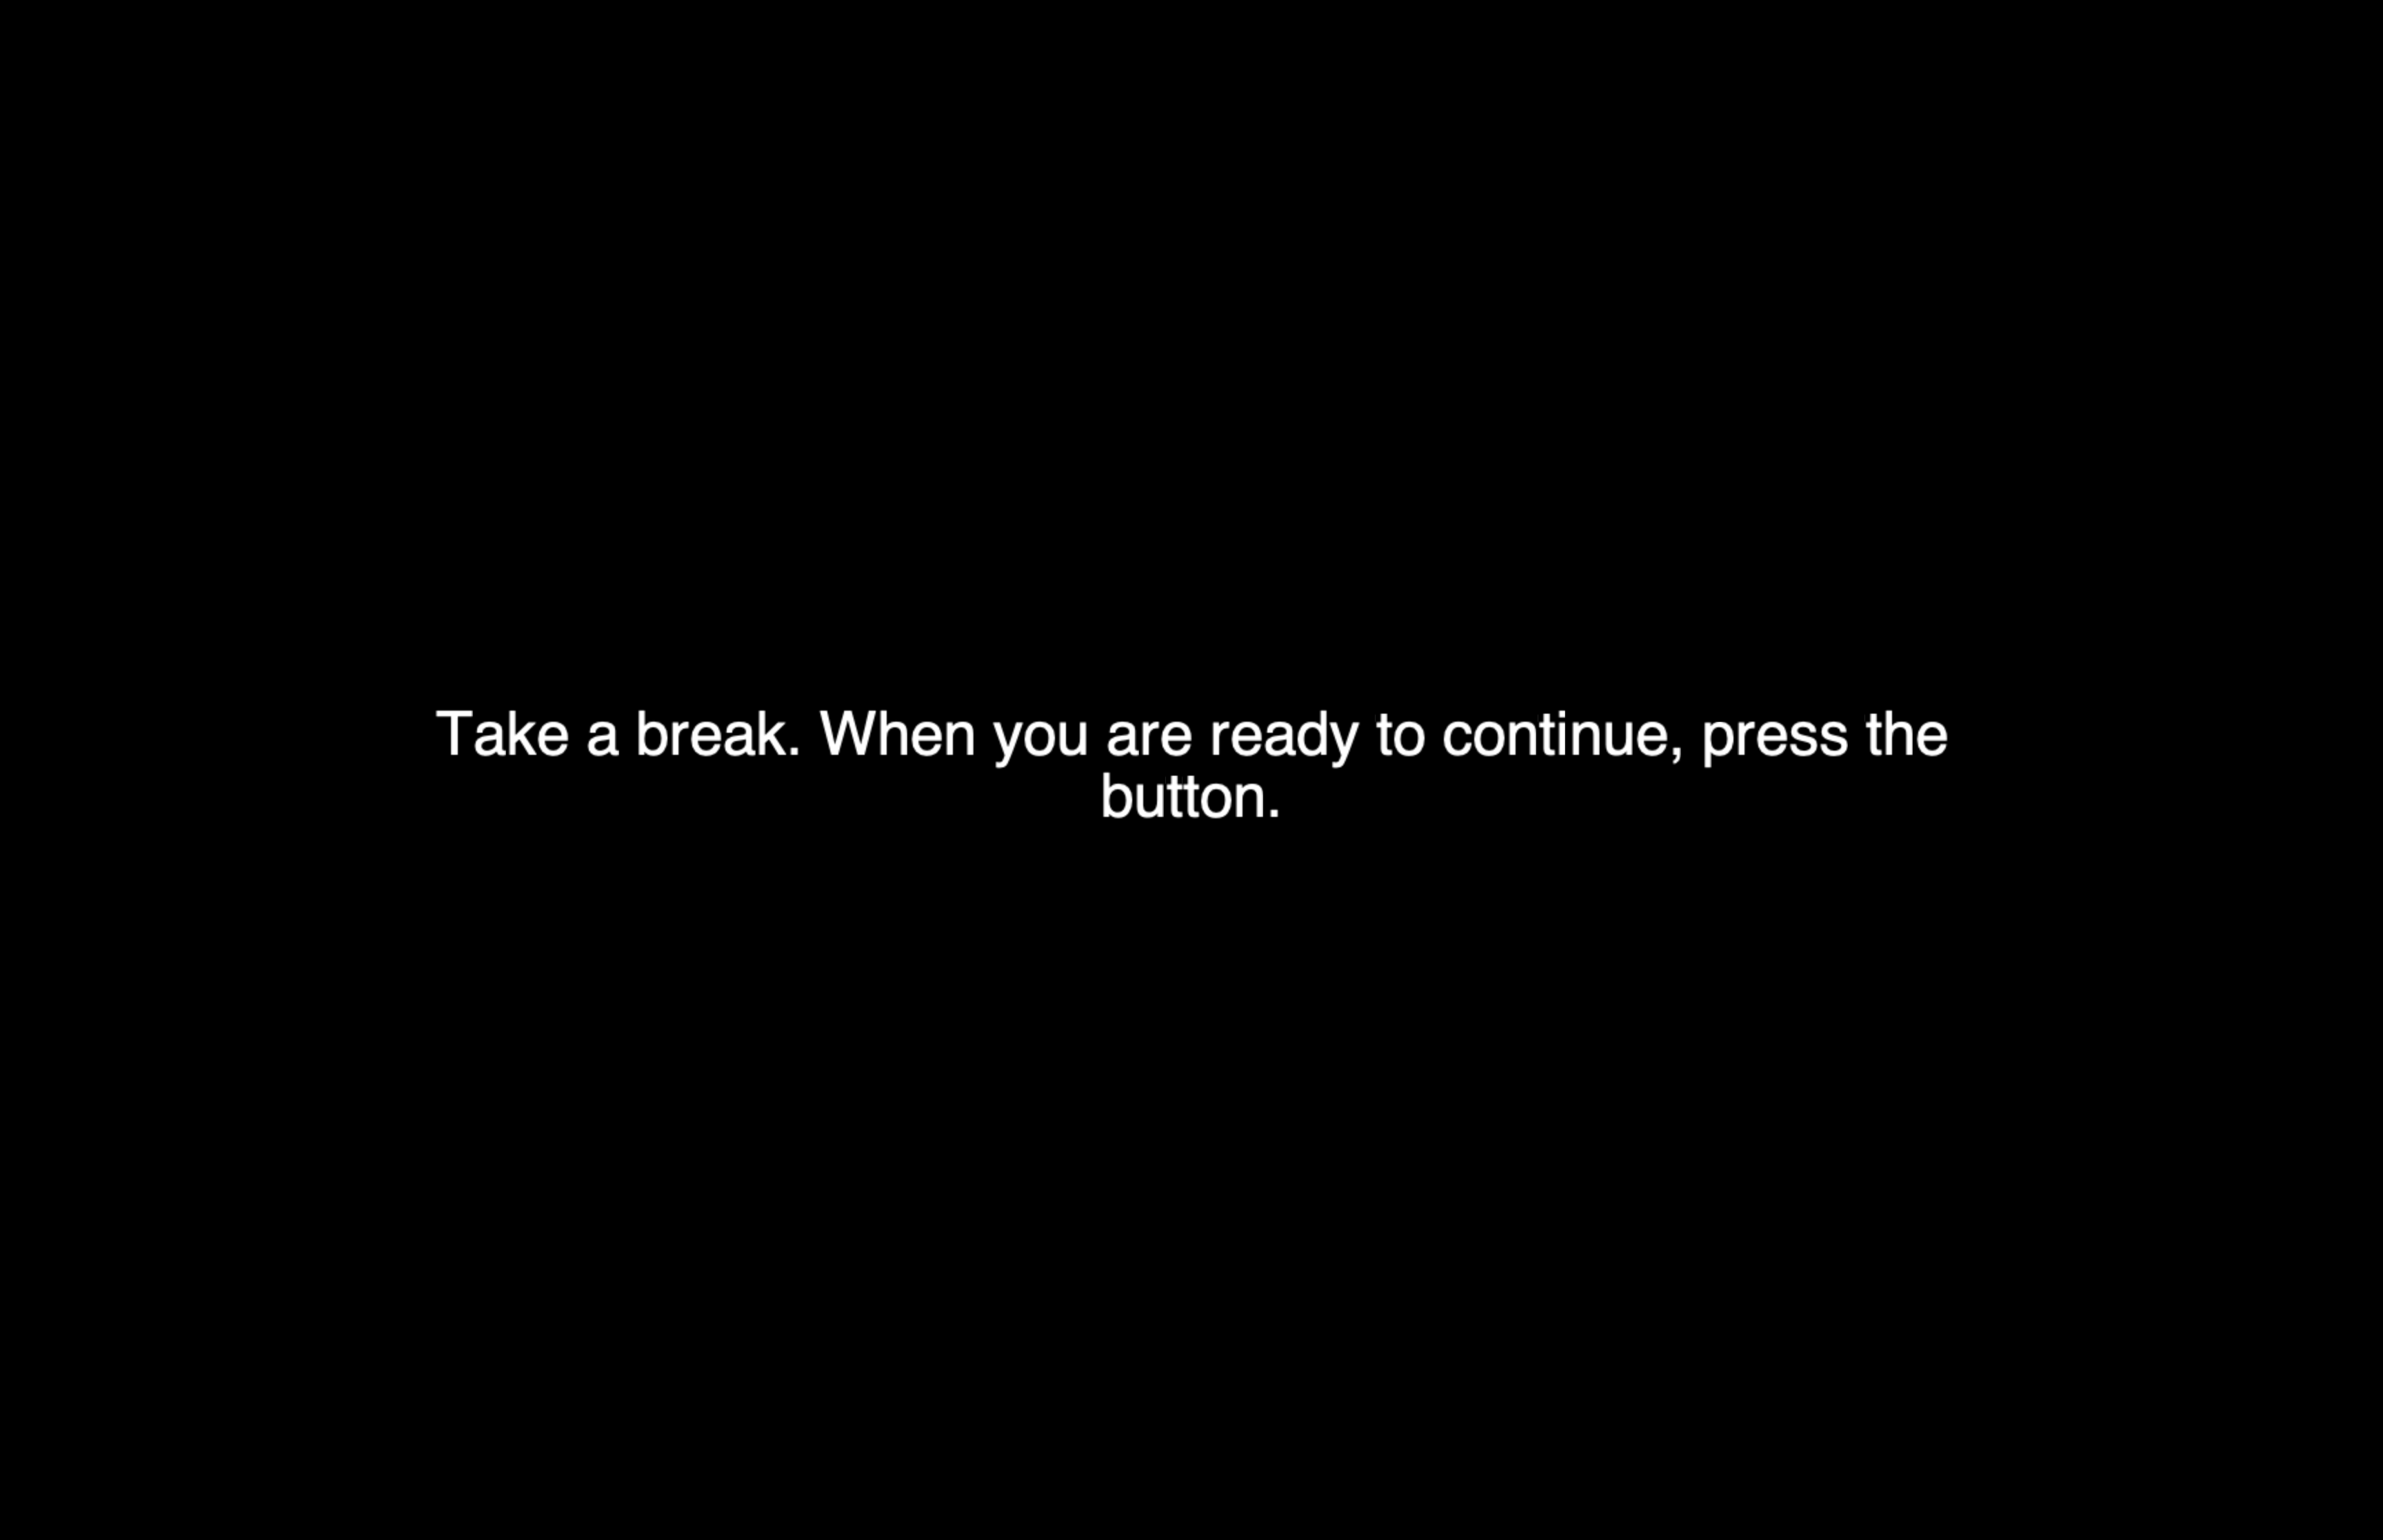 Take a break. When you are ready to continue, press the
button.